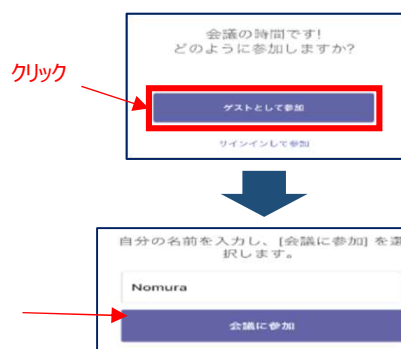 会議の時間です!
どのように参加しますか?
クリック
ゲストとして参加
サインインして参加
自分の名前を入力し、[会議に参加] を選
択します。
Nomura
会議に参加